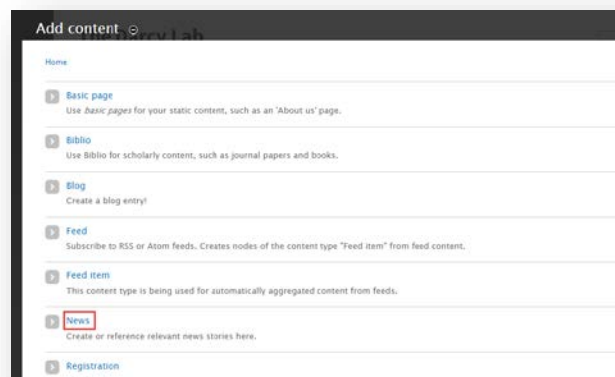 Add content
The Darcy Lab
Home
Basic page
Use basic pages for your static content, such as an 'About us' page.
Biblio
Use Biblio for scholarly content, such as journal papers and books.
Blog
Create a blog entry!
Feed
Subscribe to RSS or Atom feeds. Creates nodes of the content type "Feed item" from feed content.
Feed item
This content type is being used for automatically aggregated content from feeds.
News
Create or reference relevant news stories here.
Registration